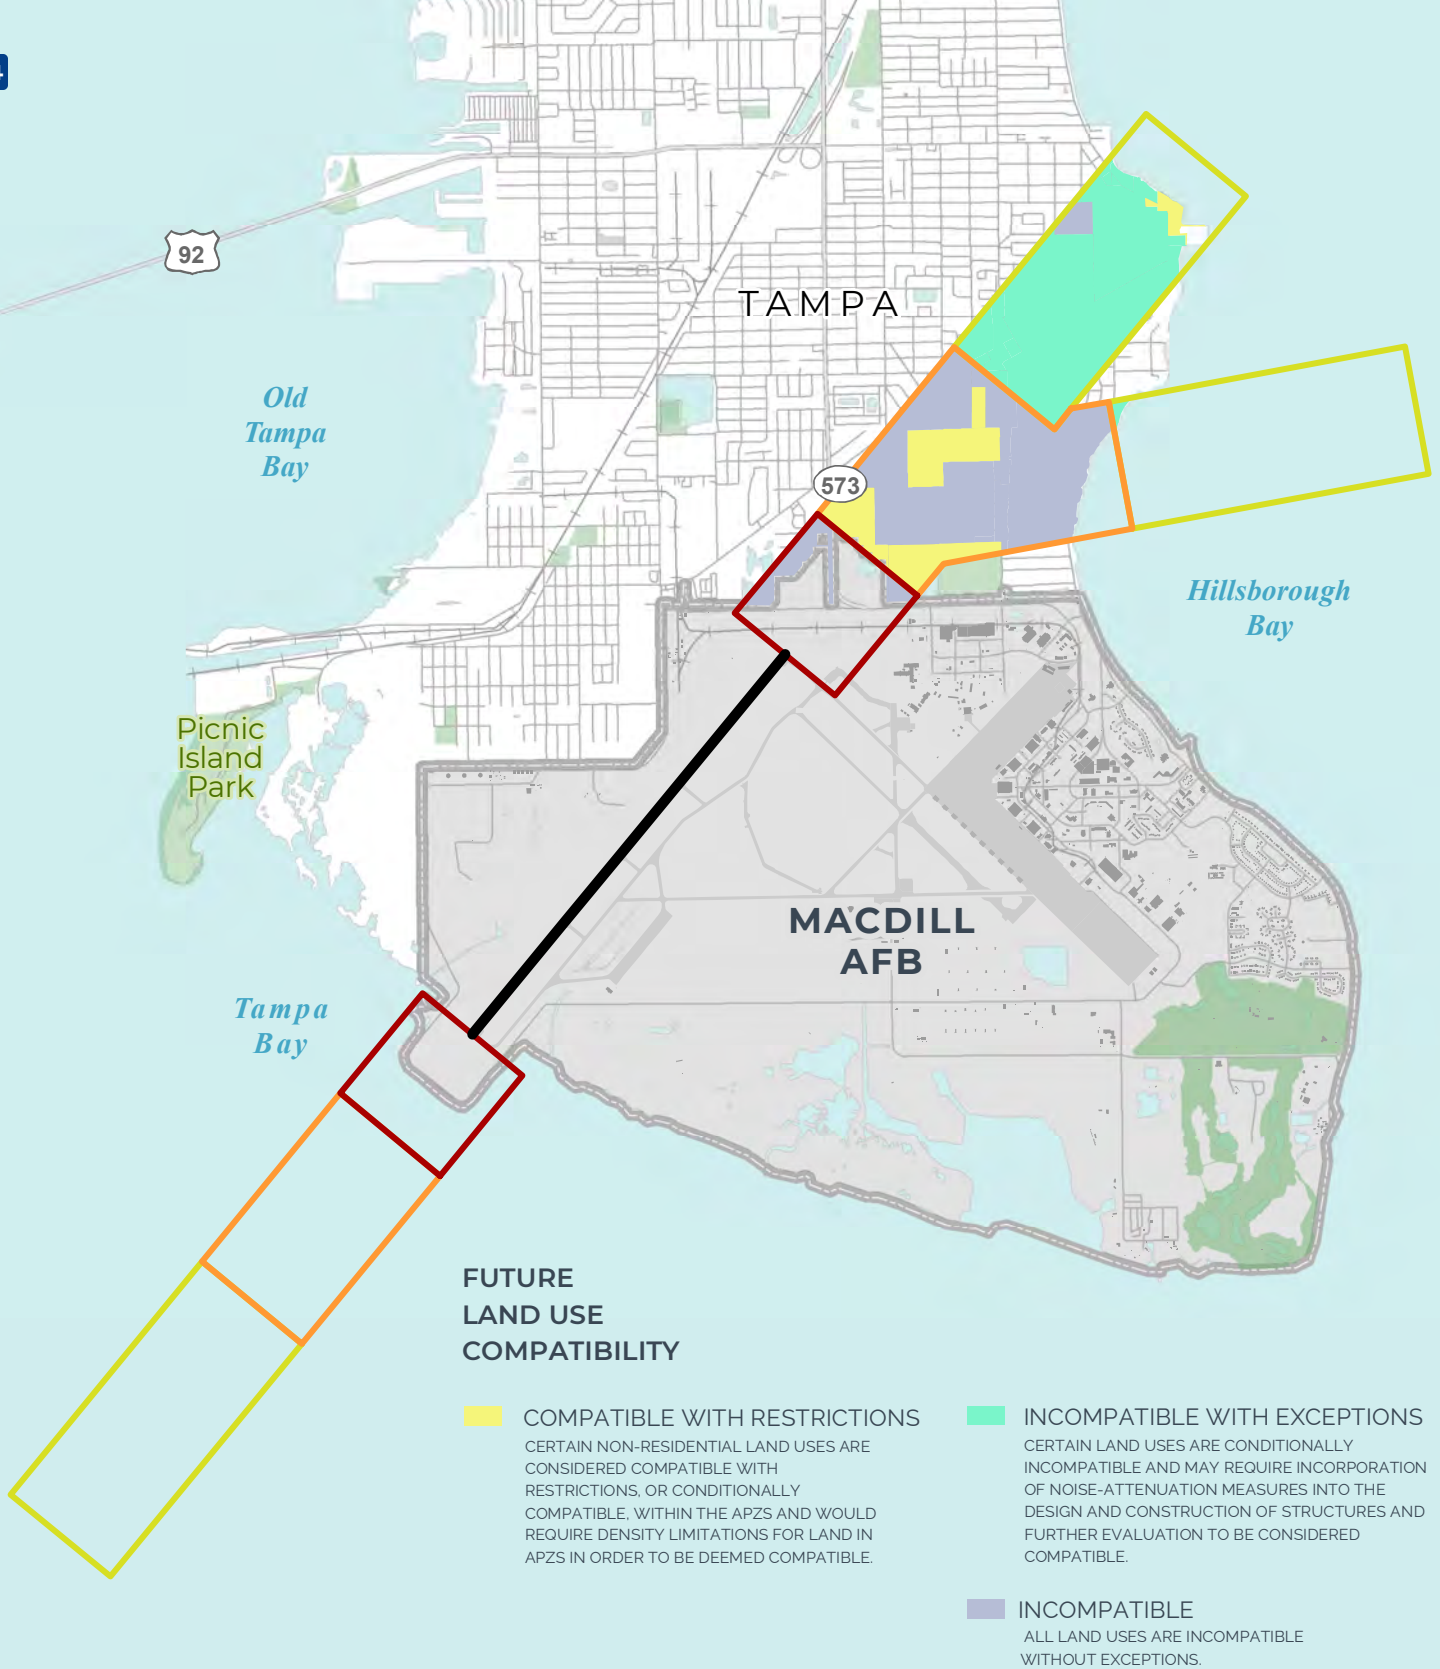 92
TAMPA
Old
Tampa
Bay
573
Hillsborough
Bay
Picnic
Island
Park
MACDILL
AFB
Tampa
Bay
FUTURE
LAND USE
COMPATIBILITY
COMPATIBLE WITH RESTRICTIONS
CERTAIN NON-RESIDENTIAL LAND USES ARE
CONSIDERED COMPATIBLE WITH
RESTRICTIONS, OR CONDITIONALLY
COMPATIBLE, WITHIN THE APZS AND WOULD
REQUIRE DENSITY LIMITATIONS FOR LAND IN
APZS IN ORDER TO BE DEEMED COMPATIBLE.
INCOMPATIBLE WITH EXCEPTIONS
CERTAIN LAND USES ARE CONDITIONALLY
INCOMPATIBLE AND MAY REQUIRE INCORPORATION
OF NOISE-ATTENUATION MEASURES INTO THE
DESIGN AND CONSTRUCTION OF STRUCTURES AND
FURTHER EVALUATION TO BE CONSIDERED
COMPATIBLE.
INCOMPATIBLE
ALL LAND USES ARE INCOMPATIBLE
WITHOUT EXCEPTIONS.